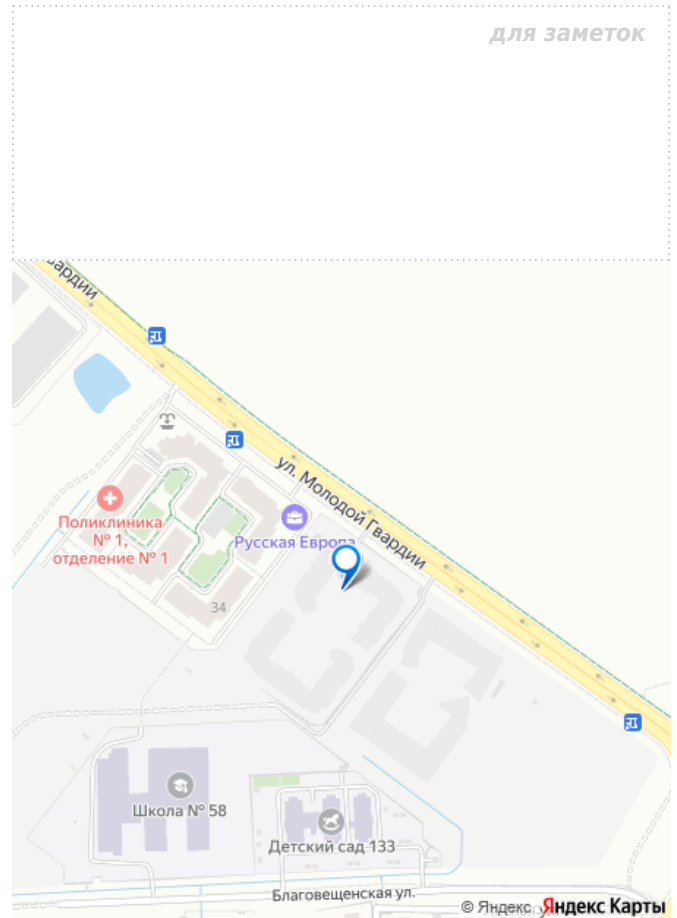 для заметок
вардии
ул. Молодой Гвардии
Поликлиника
№ 1,
отделение № 1
Русская Европа
34
Школа № 58
Детский сад 133
Благовещенская ул.
© Яндекс Яндекс Карты